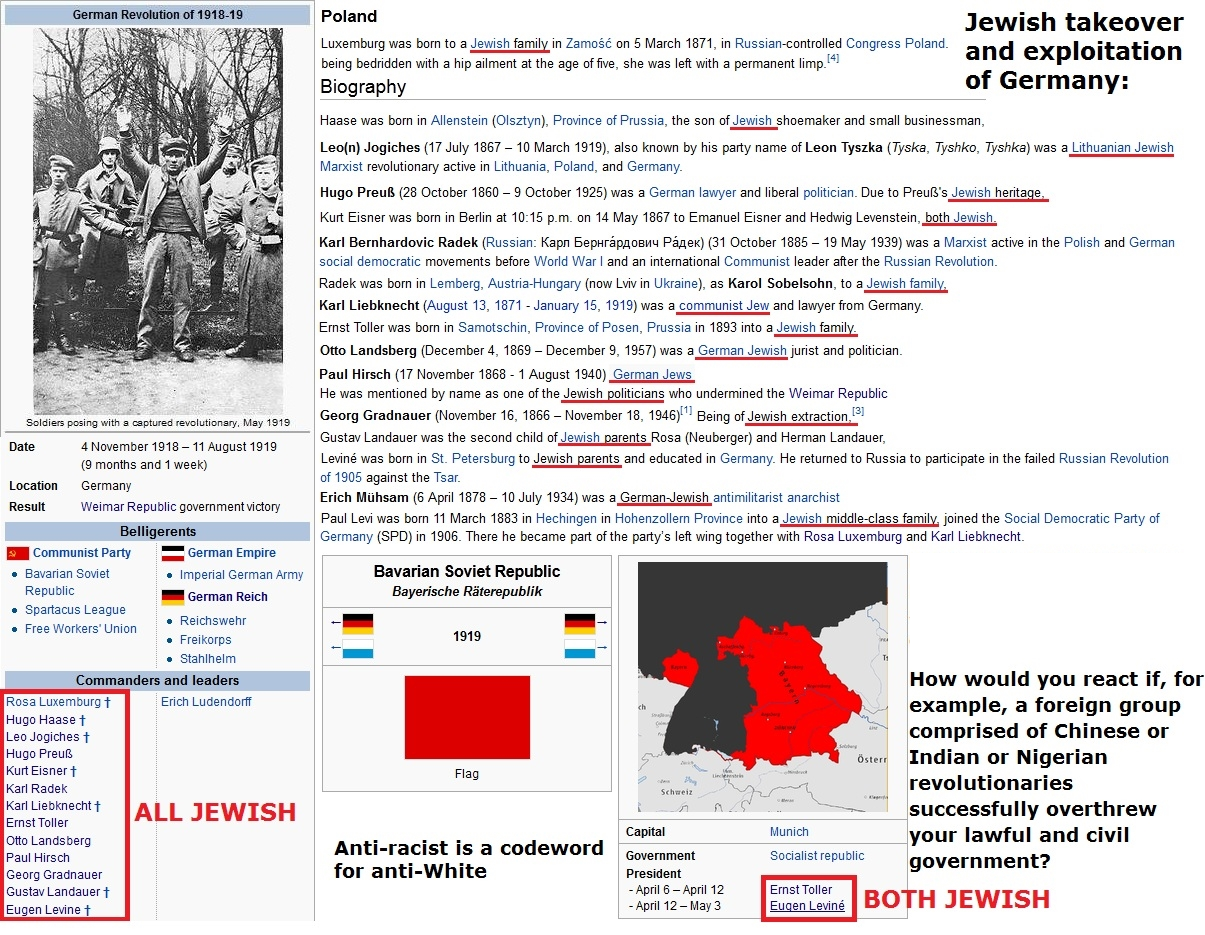 German Revolution of 1918-19
Soldiers posing with a captured revolutionary, May 1919
Date 4 November 1918 – 11 August 1919
(9 months and 1 week)
Location Germany
Result Weimar Republic government victory
Belligerents
Communist Party
Bavarian Soviet
Republic
Spartacus League
Free Workers' Union
German Empire
Imperial German Army
German Reich
Reichswehr
Freikorps
Stahlhelm
Commanders and leaders
Rosa Luxemburg †
Hugo Haase †
Leo Jogiches †
Hugo Preuß
Kurt Eisner †
Karl Radek
Karl Liebknecht †
Ernst Toller
Otto Landsberg
Paul Hirsch
Georg Gradnauer
Gustav Landauer †
Eugen Levine †
Erich Ludendorff
ALL JEWISH
Poland
Luxemburg was born to a Jewish family in Zamość on 5 March 1871, in Russian-controlled Congress Poland.
being bedridden with a hip ailment at the age of five, she was left with a permanent limp.[4]
Jewish takeover
and exploitation
of Germany:
Biography
Haase was born in Allenstein (Olsztyn), Province of Prussia, the son of Jewish shoemaker and small businessman,
Leo(n) Jogiches (17 July 1867 – 10 March 1919), also known by his party name of Leon Tyszka (Tyska, Tyshko, Tyshka) was a Lithuanian Jewish
Marxist revolutionary active in Lithuania, Poland, and Germany.
Hugo Preuß (28 October 1860 – 9 October 1925) was a German lawyer and liberal politician. Due to Preuß's Jewish heritage,
Kurt Eisner was born in Berlin at 10:15 p.m. on 14 May 1867 to Emanuel Eisner and Hedwig Levenstein, both Jewish.
Karl Bernhardovic Radek (Russian: Карл Бернга́рдович Ра́дек) (31 October 1885 – 19 May 1939) was a Marxist active in the Polish and German
social democratic movements before World War I and an international Communist leader after the Russian Revolution.
Radek was born in Lemberg, Austria-Hungary (now Lviv in Ukraine), as Karol Sobelsohn, to a Jewish family,
Karl Liebknecht (August 13, 1871 - January 15, 1919) was a communist Jew and lawyer from Germany.
Ernst Toller was born in Samotschin, Province of Posen, Prussia in 1893 into a Jewish family.
Otto Landsberg (December 4, 1869 – December 9, 1957) was a German Jewish jurist and politician.
Paul Hirsch (17 November 1868 - 1 August 1940) German Jews
He was mentioned by name as one of the Jewish politicians who undermined the Weimar Republic
Georg Gradnauer (November 16, 1866 – November 18, 1946)[1] Being of Jewish extraction,[3]
Gustav Landauer was the second child of Jewish parents Rosa (Neuberger) and Herman Landauer,
Leviné was born in St. Petersburg to Jewish parents and educated in Germany. He returned to Russia to participate in the failed Russian Revolution
of 1905 against the Tsar.
Erich Mühsam (6 April 1878 – 10 July 1934) was a German-Jewish antimilitarist anarchist
Paul Levi was born 11 March 1883 in Hechingen in Hohenzollern Province into a Jewish middle-class family, joined the Social Democratic Party of
Germany (SPD) in 1906. There he became part of the party's left wing together with Rosa Luxemburg and Karl Liebknecht.
Bavarian Soviet Republic
Bayerische Räterepublik
← →
1919
← →
Flag
Anti-racist is a codeword
for anti-White
Schweiz
Österr
Capital Munich
Government Socialist republic
President
- April 6 – April 12 Ernst Toller
- April 12 – May 3 Eugen Leviné
BOTH JEWISH
How would you react if, for
example, a foreign group
comprised of Chinese or
Indian or Nigerian
revolutionaries
successfully overthrew
your lawful and civil
government?